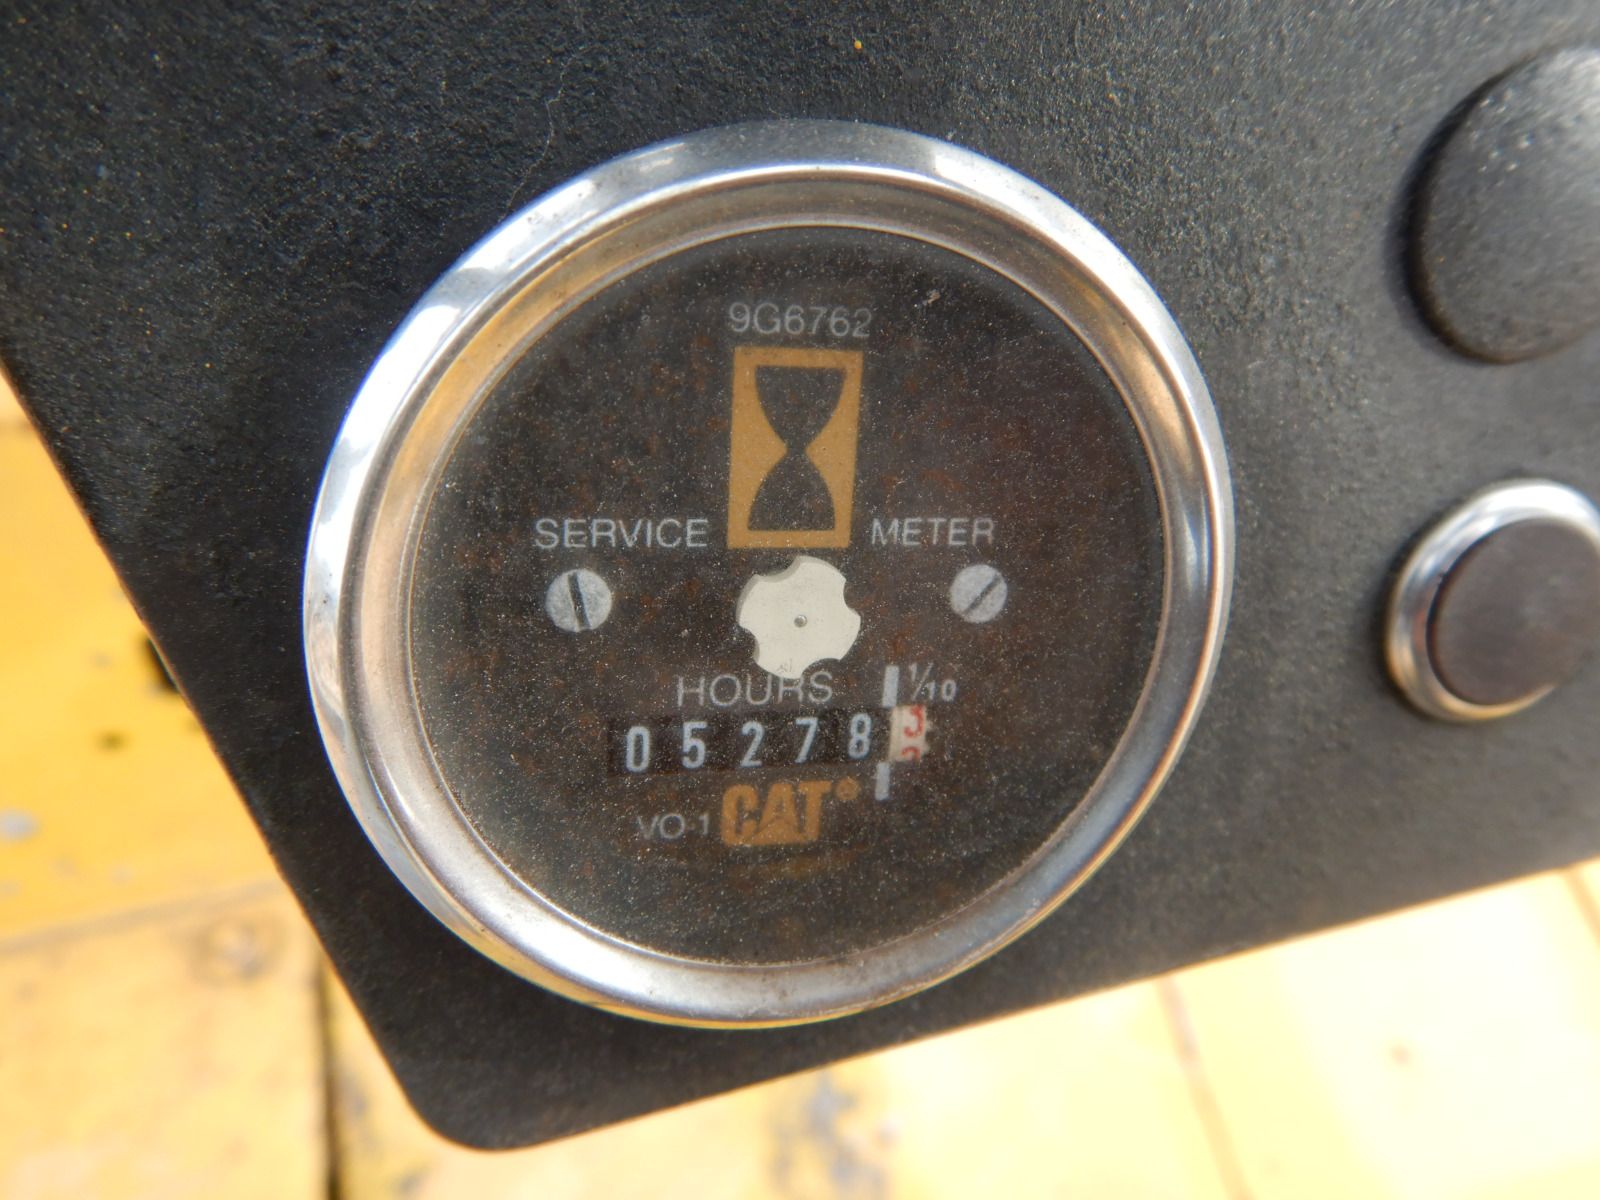 9G6762
SERVICE METER
HOURS 1/10
05278
VO-1 CAT®